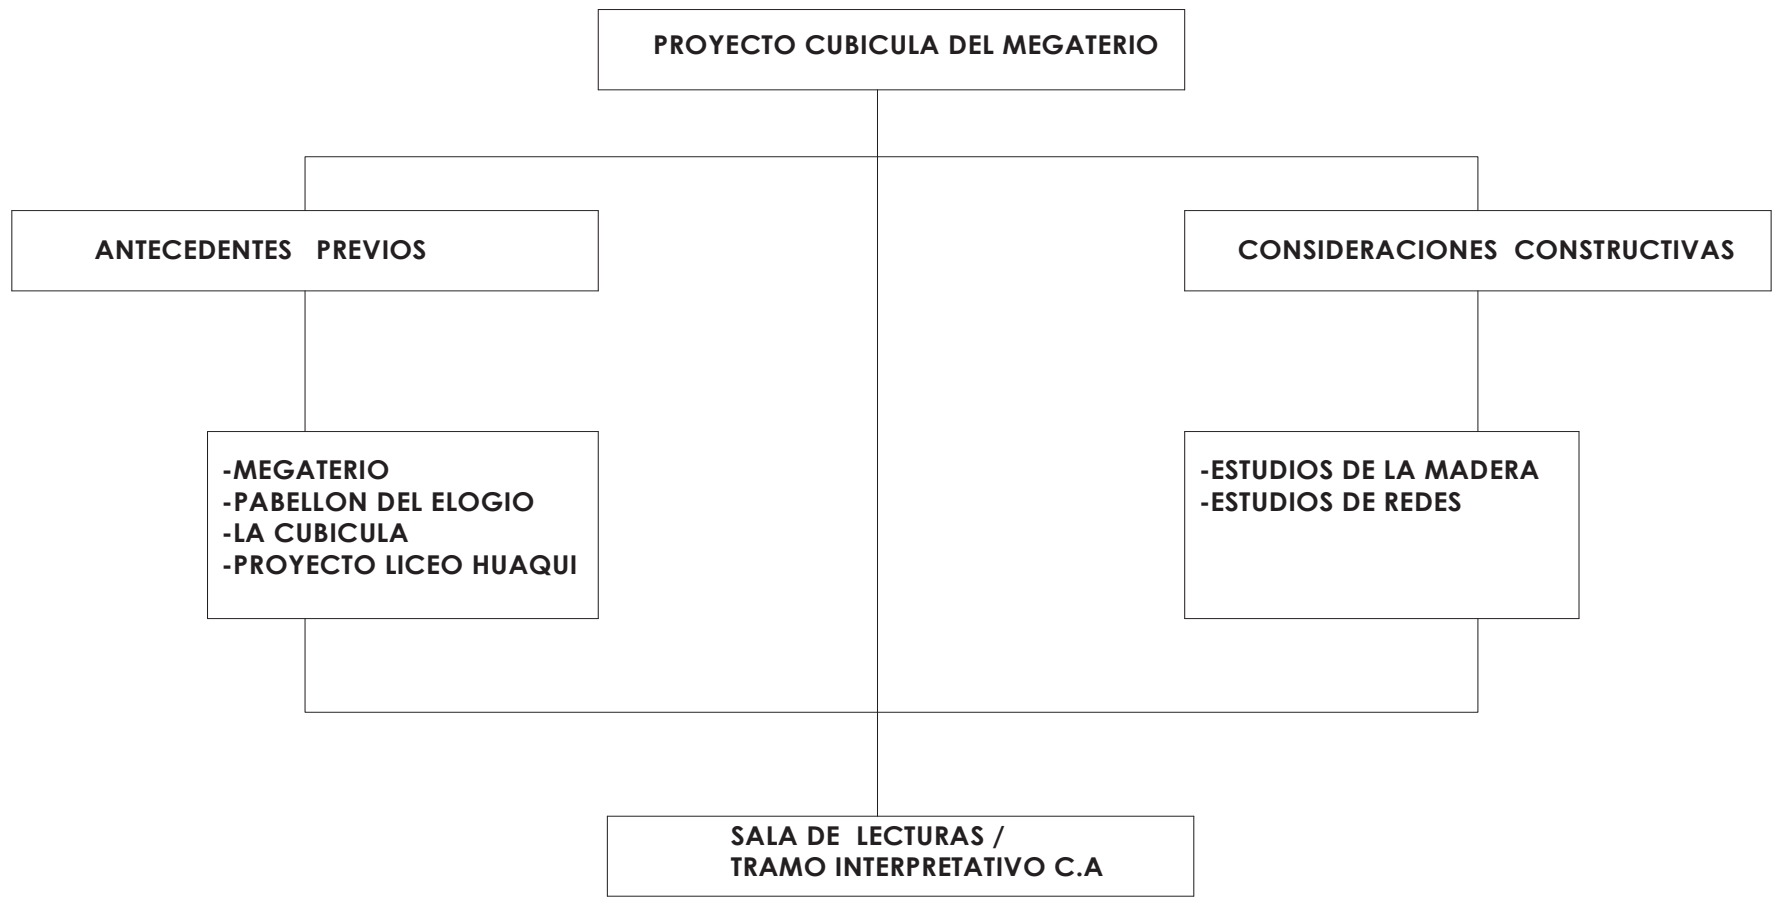 PROYECTO CUBICULA DEL MEGATERIO
ANTECEDENTES PREVIOS
CONSIDERACIONES CONSTRUCTIVAS
-MEGATERIO
-PABELLON DEL ELOGIO
-LA CUBICULA
-PROYECTO LICEO HUAQUI
-ESTUDIOS DE LA MADERA
-ESTUDIOS DE REDES
SALA DE LECTURAS /
TRAMO INTERPRETATIVO C.A